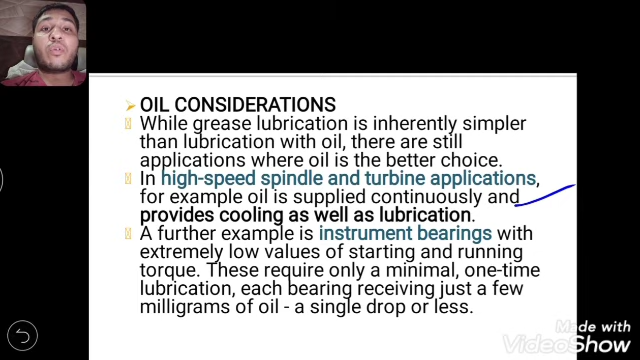 OIL CONSIDERATIONS
While grease lubrication is inherently simpler
than lubrication with oil, there are still
applications where oil is the better choice.
In high-speed spindle and turbine applications,
for example oil is supplied continuously and
provides cooling as well as lubrication.
A further example is instrument bearings with
extremely low values of starting and running
torque. These require only a minimal, one-time
lubrication, each bearing receiving just a few
milligrams of oil - a single drop or less.
Made with
VideoShow